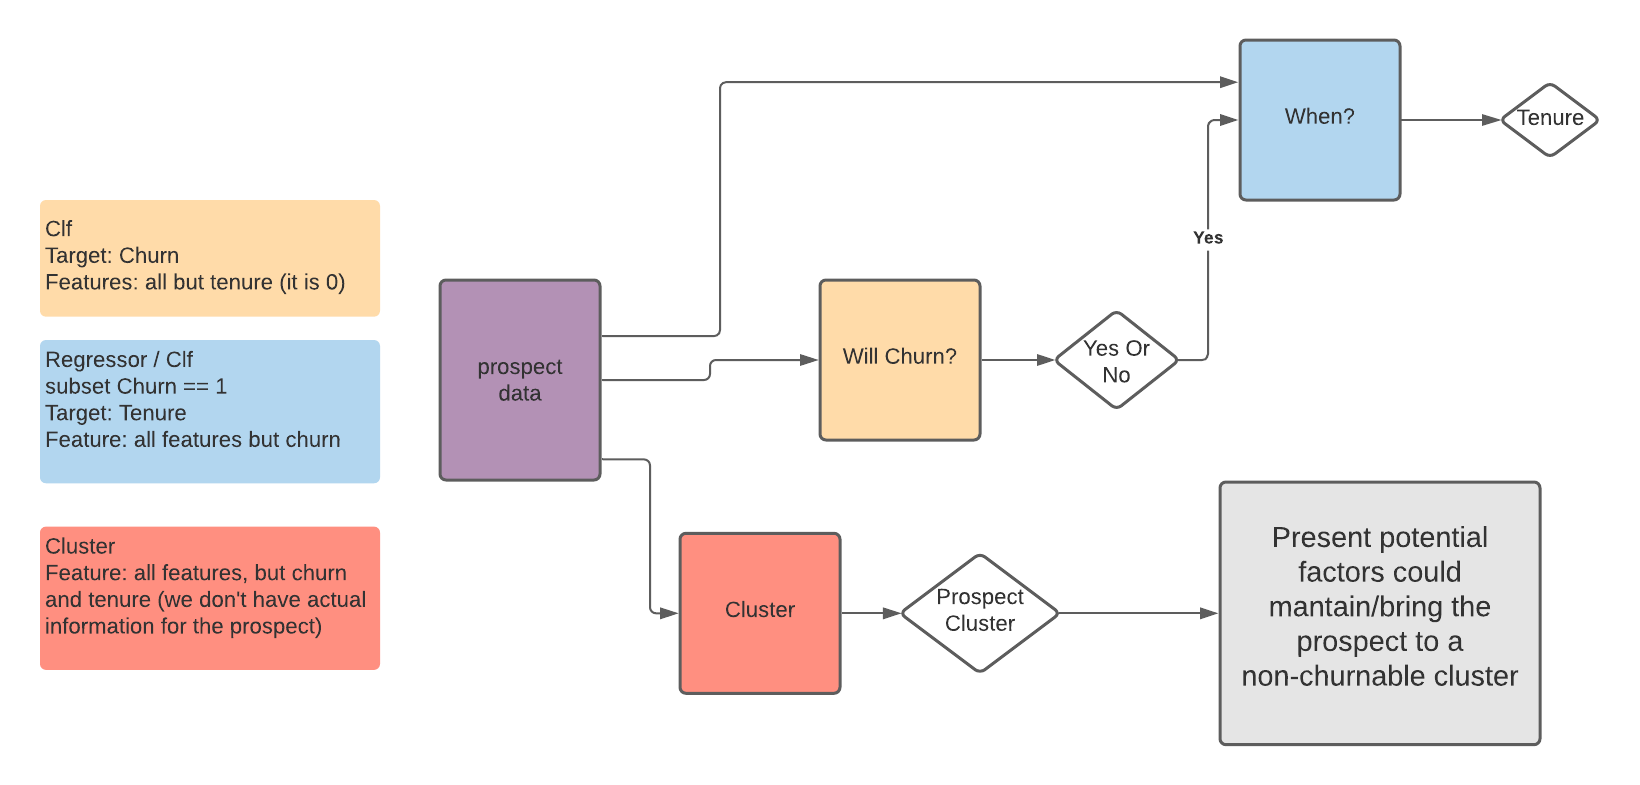 Clf
Target: Churn
Features: all but tenure (it is 0)
Regressor / Clf
subset Churn == 1
Target: Tenure
Feature: all features but churn
Cluster
Feature: all features, but churn
and tenure (we don't have actual
information for the prospect)
prospect
data
Will Churn?
Yes Or
No
Yes
When?
Tenure
Cluster
Prospect
Cluster
Present potential
factors could
mantain/bring the
prospect to a
non-churnable cluster